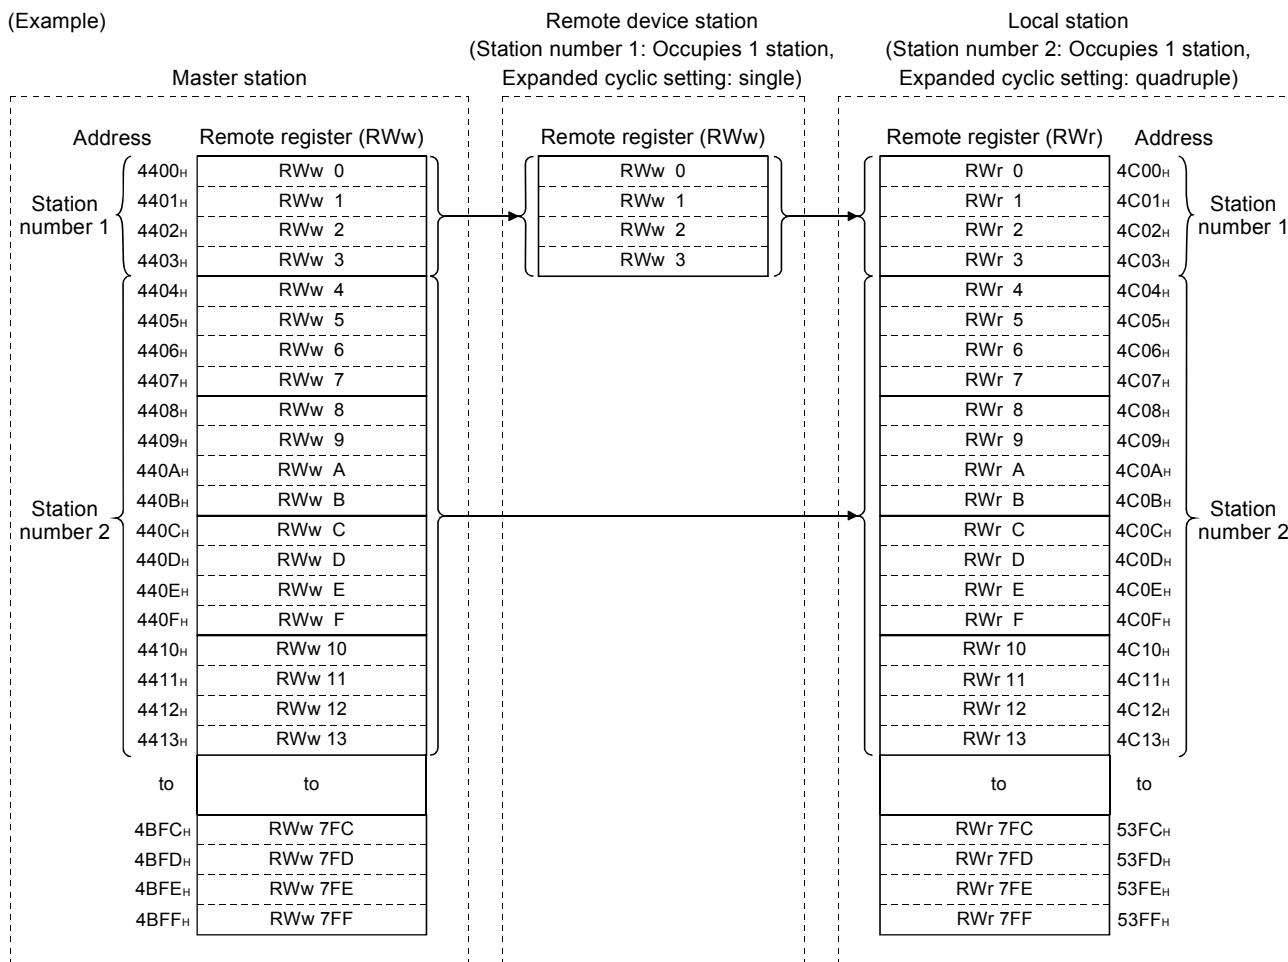 (Example)
Remote device station
(Station number 1: Occupies 1 station,
Expanded cyclic setting: single)
Local station
(Station number 2: Occupies 1 station,
Expanded cyclic setting: quadruple)
Master station
Address Remote register (RWw) Remote register (RWw) Remote register (RWr) Address
4400H RWw 0 RWw 0 RWr 0 4C00H
4401H RWw 1 RWw 1 RWr 1 4C01H
Station number 1
Station number 1
4402H RWw 2 RWw 2 RWr 2 4C02H
4403H RWw 3 RWw 3 RWr 3 4C03H
4404H RWw 4 RWr 4 4C04H
4405H RWw 5 RWr 5 4C05H
4406H RWw 6 RWr 6 4C06H
4407H RWw 7 RWr 7 4C07H
4408H RWw 8 RWr 8 4C08H
4409H RWw 9 RWr 9 4C09H
440AH RWw A RWr A 4C0AH
440BH RWw B RWr B 4C0BH
Station number 2
Station number 2
440CH RWw C RWr C 4C0CH
440DH RWw D RWr D 4C0DH
440EH RWw E RWr E 4C0EH
440FH RWw F RWr F 4C0FH
4410H RWw 10 RWr 10 4C10H
4411H RWw 11 RWr 11 4C11H
4412H RWw 12 RWr 12 4C12H
4413H RWw 13 RWr 13 4C13H
to to to to
4BFCH RWw 7FC RWr 7FC 53FCH
4BFDH RWw 7FD RWr 7FD 53FDH
4BFEH RWw 7FE RWr 7FE 53FEH
4BFFH RWw 7FF RWr 7FF 53FFH